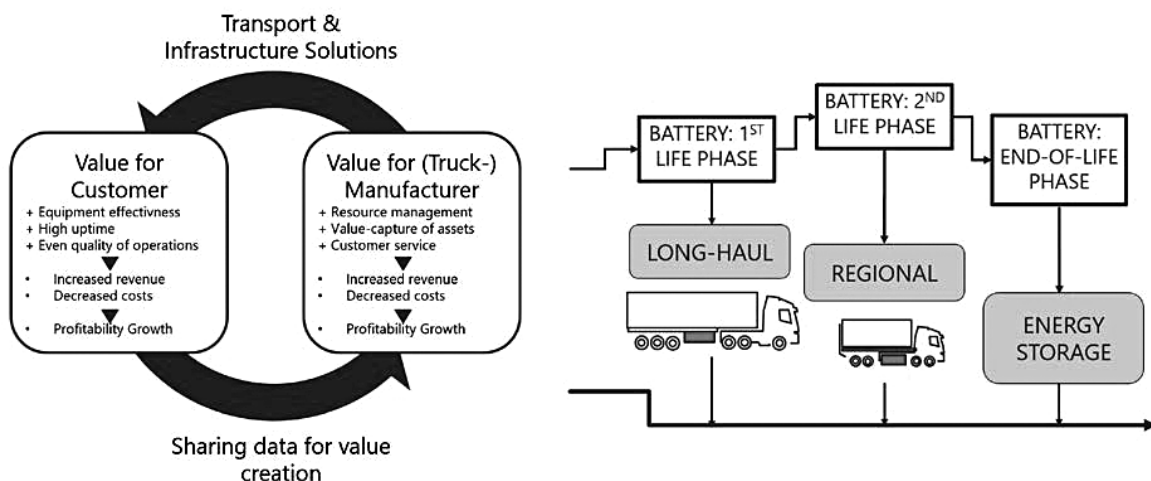 Transport &
Infrastructure Solutions
Value for
Customer
+ Equipment effectivness
+ High uptime
+ Even quality of operations
• Increased revenue
• Decreased costs
• Profitability Growth
Value for (Truck-)
Manufacturer
+ Resource management
+ Value-capture of assets
+ Customer service
• Increased revenue
• Decreased costs
• Profitability Growth
Sharing data for value
creation
BATTERY: 1ST
LIFE PHASE
BATTERY: 2ND
LIFE PHASE
BATTERY:
END-OF-LIFE
PHASE
LONG-HAUL
REGIONAL
ENERGY
STORAGE